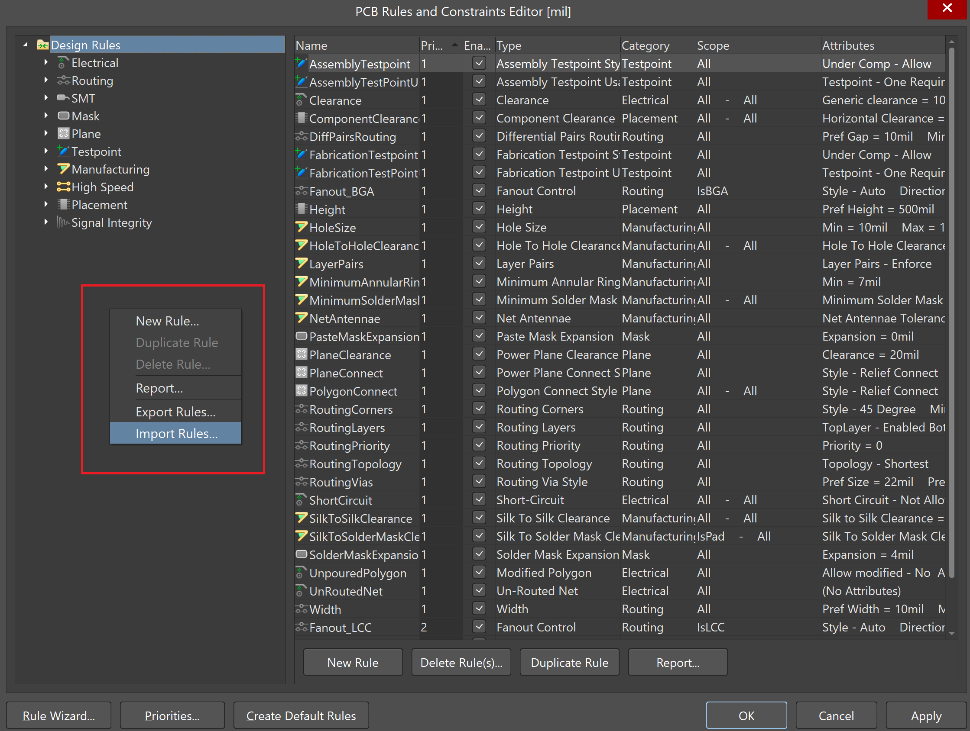 PCB Rules and Constraints Editor [mil]
Design Rules
Electrical
Routing
SMT
Mask
Plane
Testpoint
Manufacturing
High Speed
Placement
Signal Integrity
New Rule...
Duplicate Rule
Delete Rule...
Report...
Export Rules...
Import Rules...
Name Pri... Ena... Type Category Scope Attributes
AssemblyTestpoint 1 Assembly Testpoint Sty Testpoint All Under Comp - Allow
AssemblyTestPointU 1 Assembly Testpoint Usa Testpoint All Testpoint - One Requir
Clearance 1 Clearance Electrical All - All Generic clearance = 10
ComponentClearanc 1 Component Clearance Placement All - All Horizontal Clearance =
DiffPairsRouting 1 Differential Pairs Routin Routing All Pref Gap = 10mil Min
FabricationTestpoint 1 Fabrication Testpoint S Testpoint All Under Comp - Allow
FabricationTestPoint 1 Fabrication Testpoint U Testpoint All Testpoint - One Requir
Fanout_BGA 1 Fanout Control Routing IsBGA Style - Auto Direction
Height 1 Height Placement All Pref Height = 500mil
HoleSize 1 Hole Size Manufacturing All Min = 10mil Max = 1
HoleToHoleClearanc 1 Hole To Hole Clearance Manufacturing All - All Hole To Hole Clearance
LayerPairs 1 Layer Pairs Manufacturing All Layer Pairs - Enforce
MinimumAnnularRin 1 Minimum Annular Ring Manufacturing All Min = 7mil
MinimumSolderMasl 1 Minimum Solder Mask Manufacturing All - All Minimum Solder Mask
NetAntennae 1 Net Antennae Manufacturing All Net Antennae Toleranc
PasteMaskExpansion 1 Paste Mask Expansion Mask All Expansion = 0mil
PlaneClearance 1 Power Plane Clearance Plane All Clearance = 20mil
PlaneConnect 1 Power Plane Connect S Plane All Style - Relief Connect
PolygonConnect 1 Polygon Connect Style Plane All - All Style - Relief Connect
RoutingCorners 1 Routing Corners Routing All Style - 45 Degree Mi
RoutingLayers 1 Routing Layers Routing All TopLayer - Enabled Bot
RoutingPriority 1 Routing Priority Routing All Priority = 0
RoutingTopology 1 Routing Topology Routing All Topology - Shortest
RoutingVias 1 Routing Via Style Routing All Pref Size = 22mil Pre
ShortCircuit 1 Short-Circuit Electrical All - All Short Circuit - Not Allo
SilkToSilkClearance 1 Silk To Silk Clearance Manufacturing All - All Silk to Silk Clearance =
SilkToSolderMaskCle 1 Silk To Solder Mask Cle Manufacturing IsPad - All Silk To Solder Mask Cle
SolderMaskExpansio 1 Solder Mask Expansion Mask All Expansion = 4mil
UnpouredPolygon 1 Modified Polygon Electrical All Allow modified - No A
UnRoutedNet 1 Un-Routed Net Electrical All (No Attributes)
Width 1 Width Routing All Pref Width = 10mil M
Fanout_LCC 2 Fanout Control Routing IsLCC Style - Auto Direction
New Rule Delete Rule(s)... Duplicate Rule Report...
Rule Wizard... Priorities... Create Default Rules OK Cancel Apply